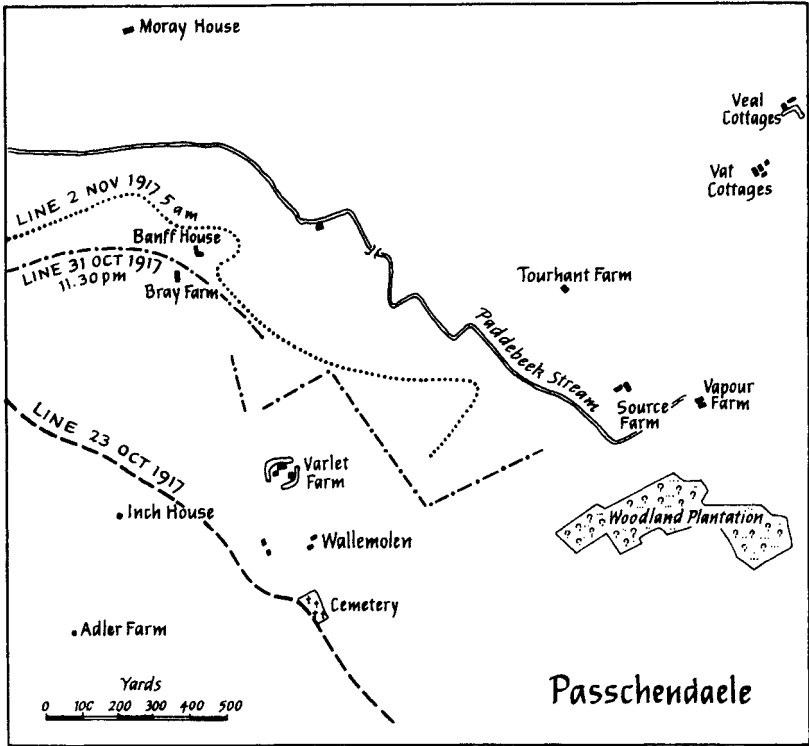 Moray House
Veal
Cottages
Vat
Cottages
LINE 2 NOV 1917 5 am
Banff House
LINE 31 OCT 1917
11.30 pm
Bray Farm
Tourhant Farm
Paddebeek Stream
Source
Farm
Vapour
Farm
LINE 23 OCT 1917
Varlet
Farm
Inch House
Woodland Plantation
Wallemolen
Cemetery
Adler Farm
Yards
0 100 200 300 400 500
Passchendaele